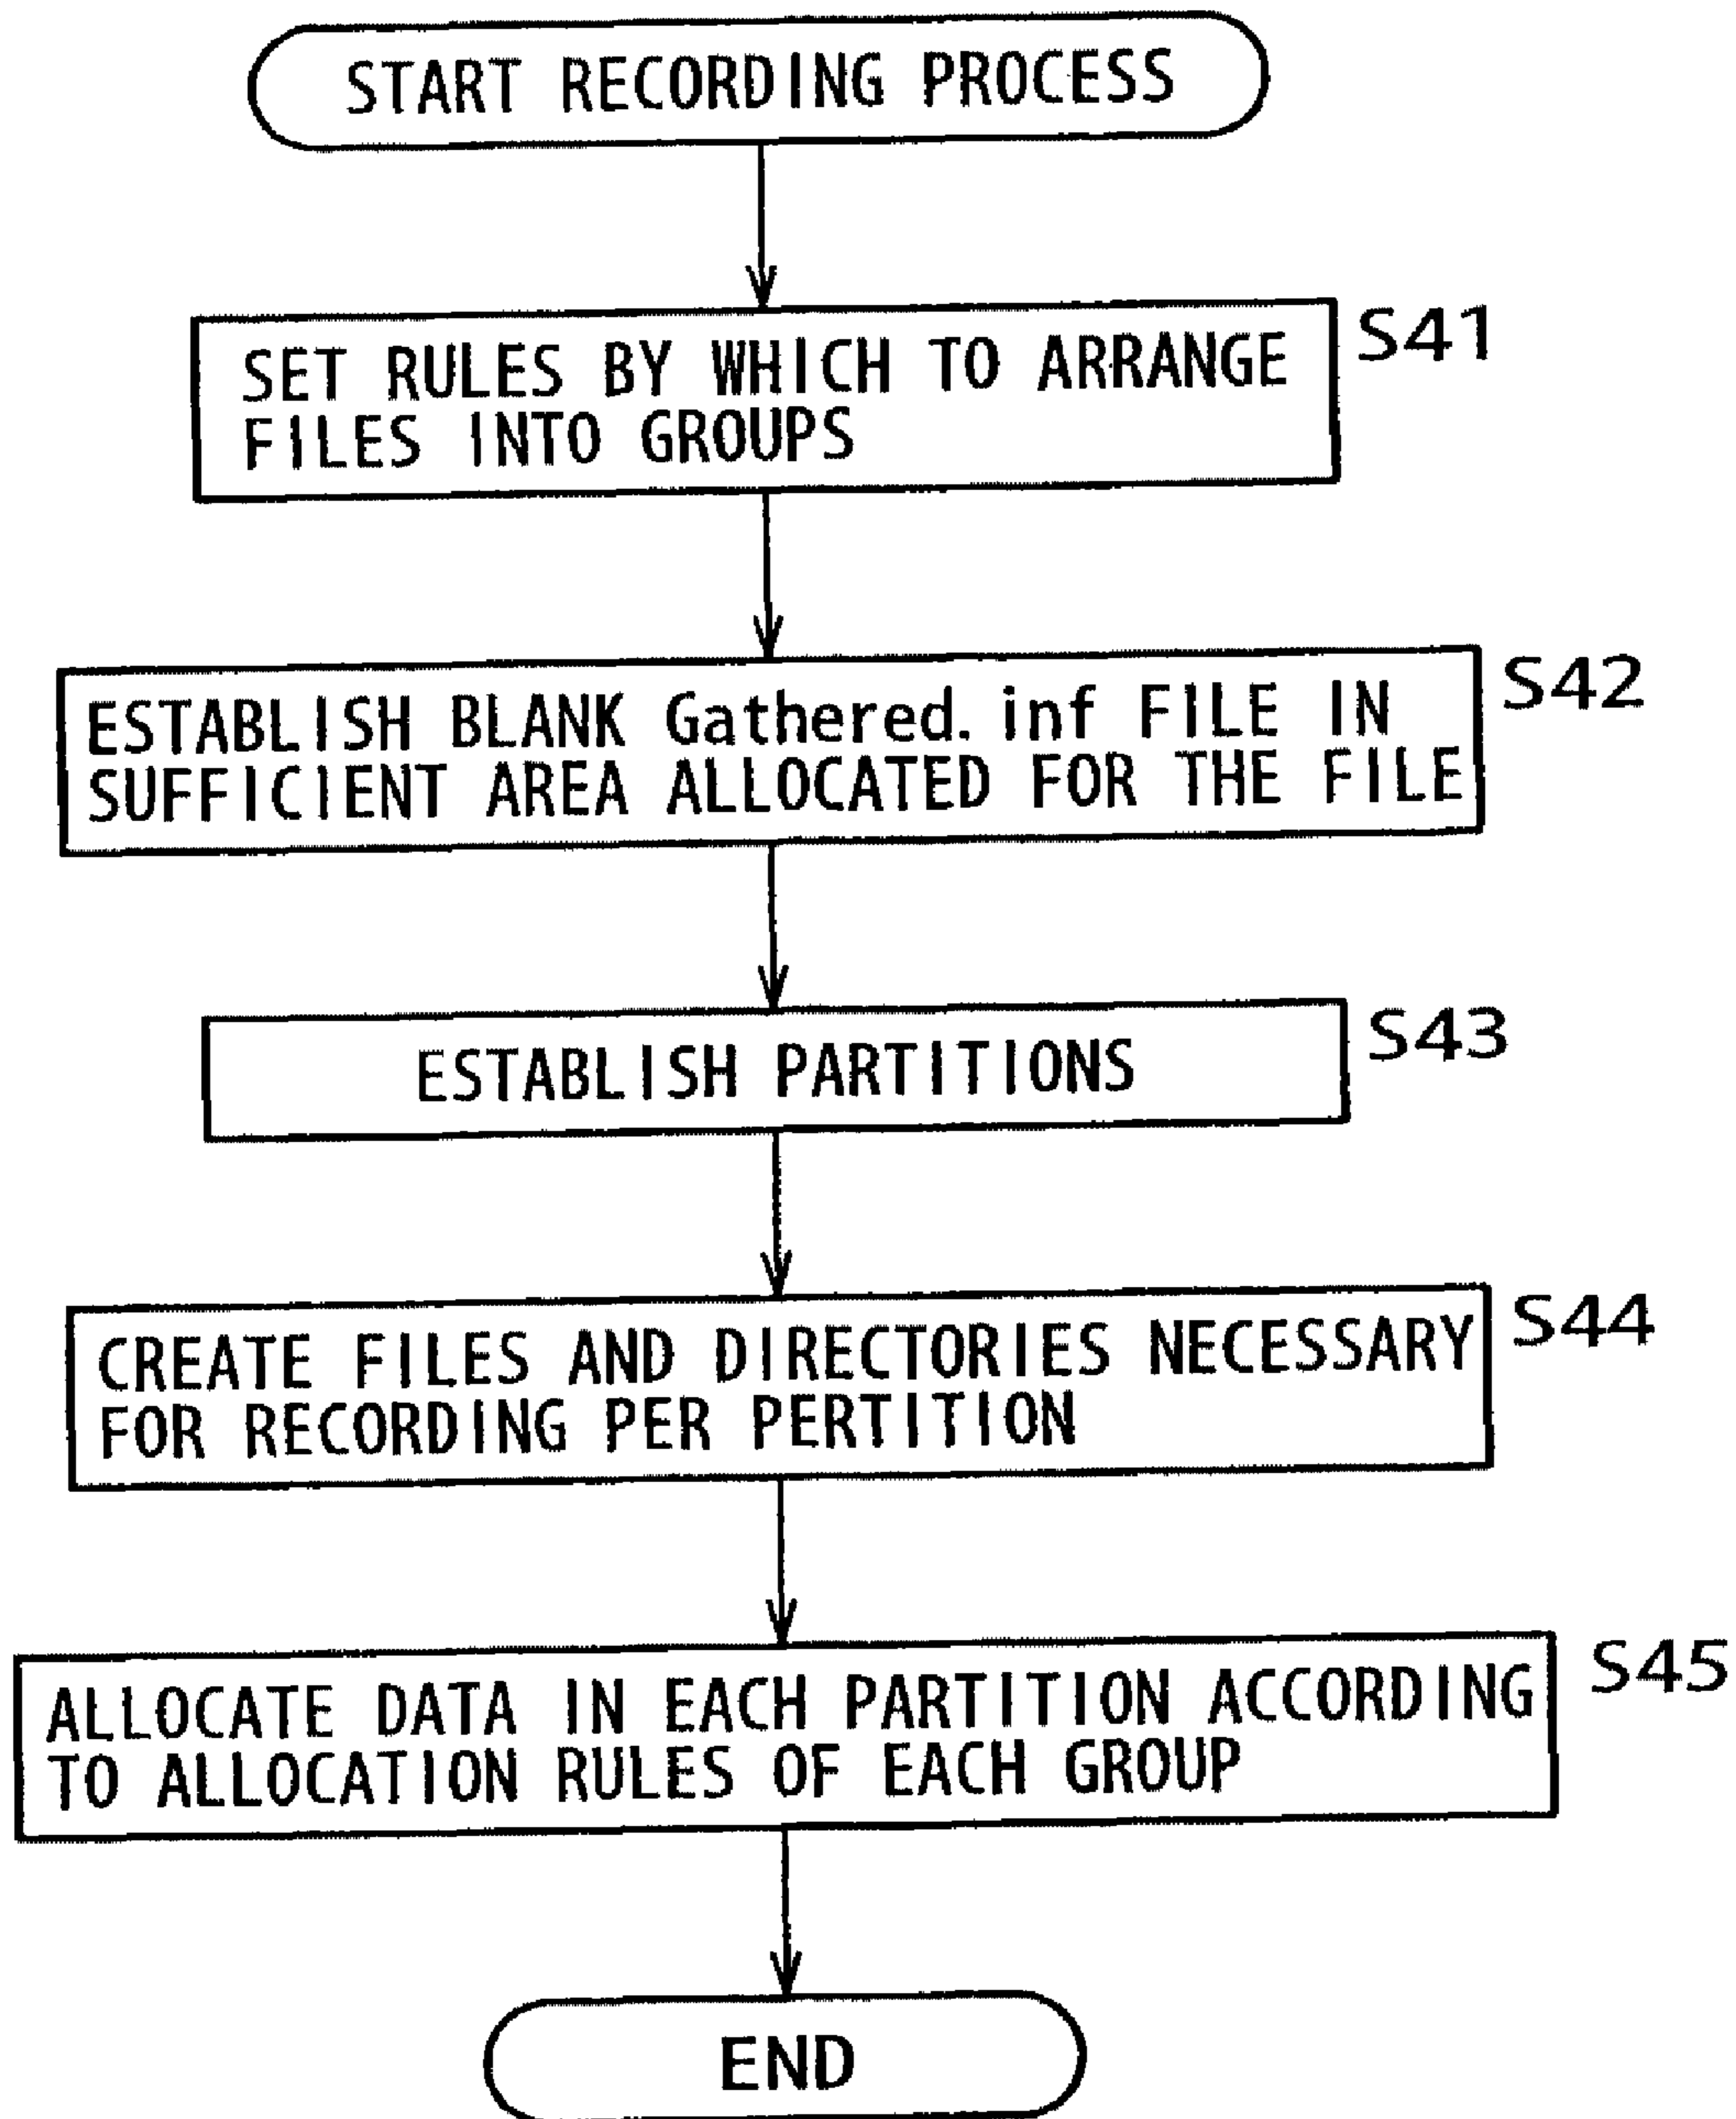 START RECORDING PROCESS
SET RULES BY WHICH TO ARRANGE
FILES INTO GROUPS
S41
ESTABLISH BLANK Gathered. inf FILE IN
SUFFICIENT AREA ALLOCATED FOR THE FILE
S42
ESTABLISH PARTITIONS
S43
CREATE FILES AND DIRECTORIES NECESSARY
FOR RECORDING PER PERTITION
S44
ALLOCATE DATA IN EACH PARTITION ACCORDING
TO ALLOCATION RULES OF EACH GROUP
S45
END